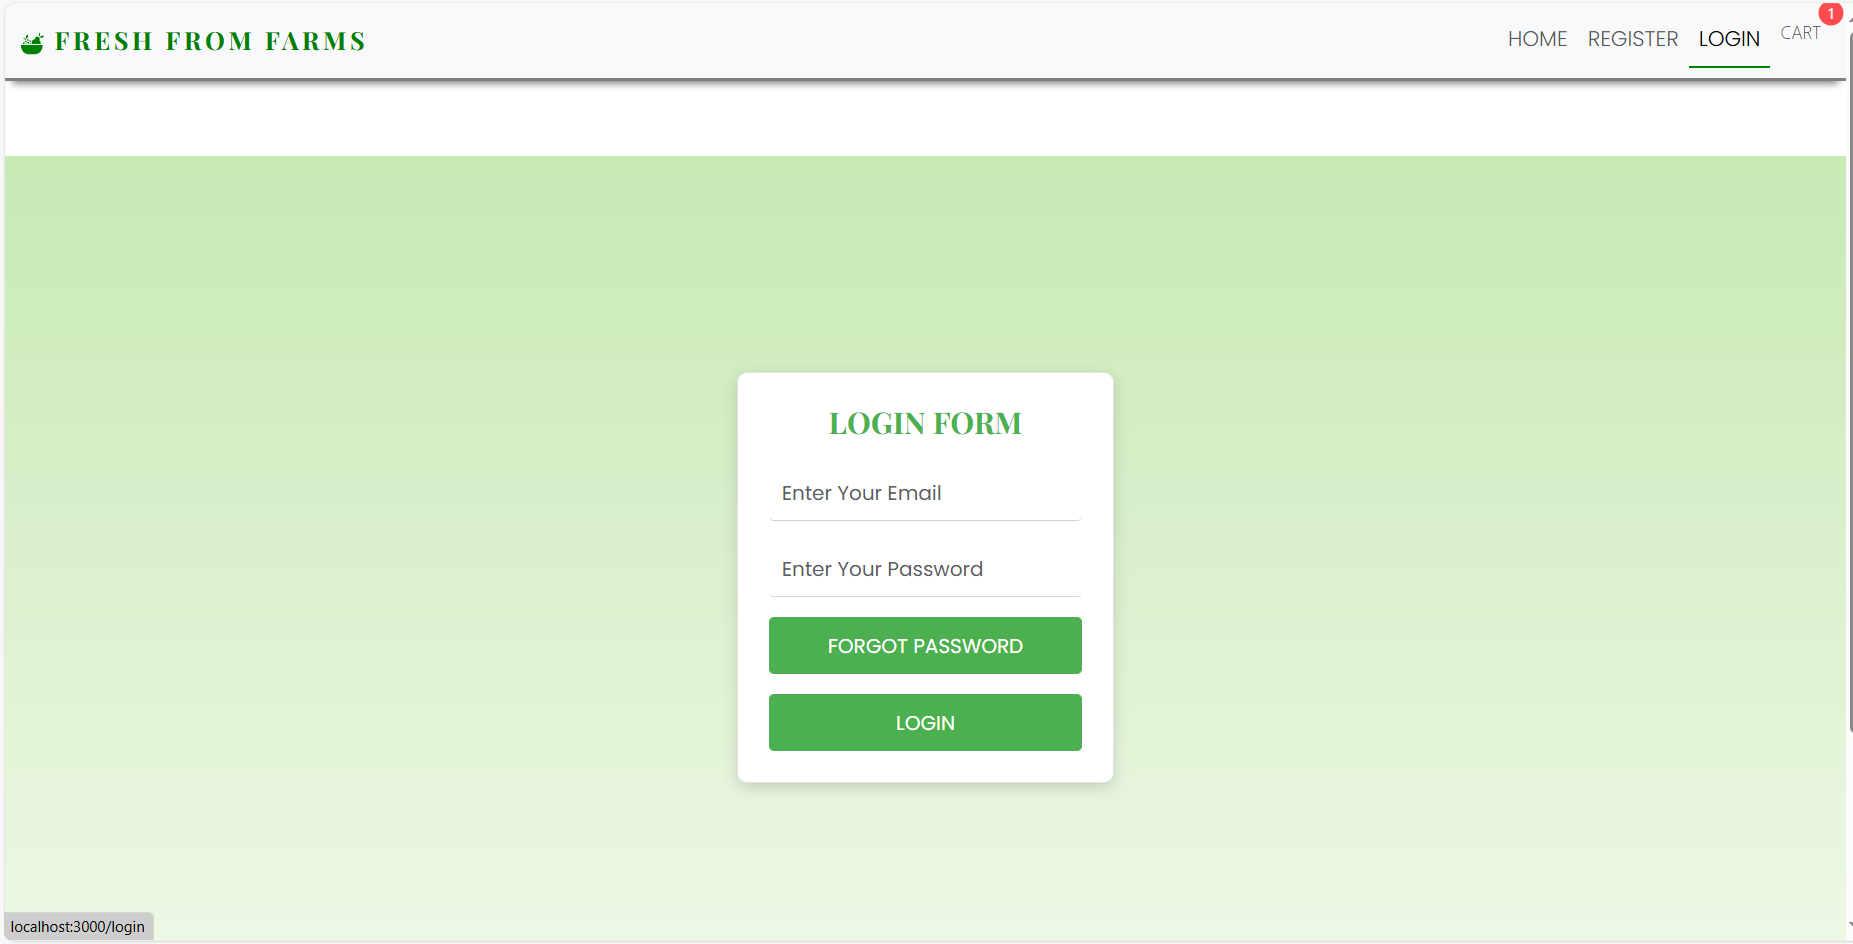 FRESH FROM FARMS
HOME REGISTER LOGIN CART 1
LOGIN FORM
Enter Your Email
Enter Your Password
FORGOT PASSWORD
LOGIN
localhost:3000/login